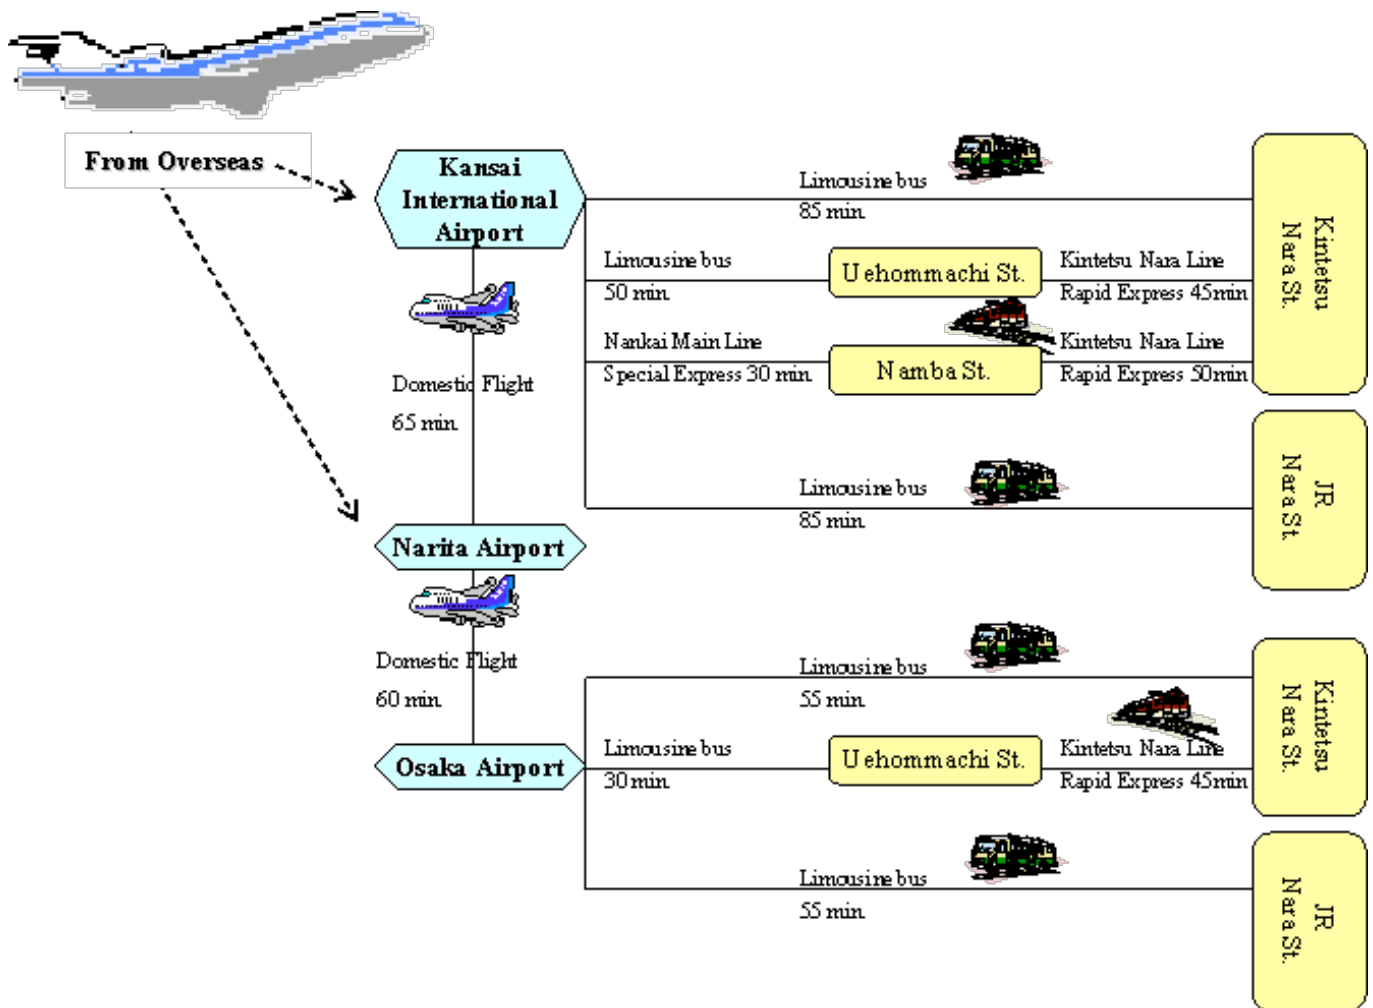 From Overseas
Kansai
International
Airport
Limousine bus
85 min.
Kintetsu
Nara St.
Limousine bus
50 min.
Uehommachi St.
Kintetsu Nara Line
Rapid Express 45min
Nankai Main Line
Special Express 30 min.
Namba St.
Kintetsu Nara Line
Rapid Express 50min
Domestic Flight
65 min.
Limousine bus
85 min.
JR
Nara St.
Narita Airport
Domestic Flight
60 min.
Limousine bus
55 min.
Kintetsu
Nara St.
Osaka Airport
Limousine bus
30 min.
Uehommachi St.
Kintetsu Nara Line
Rapid Express 45min
Limousine bus
55 min.
JR
Nara St.